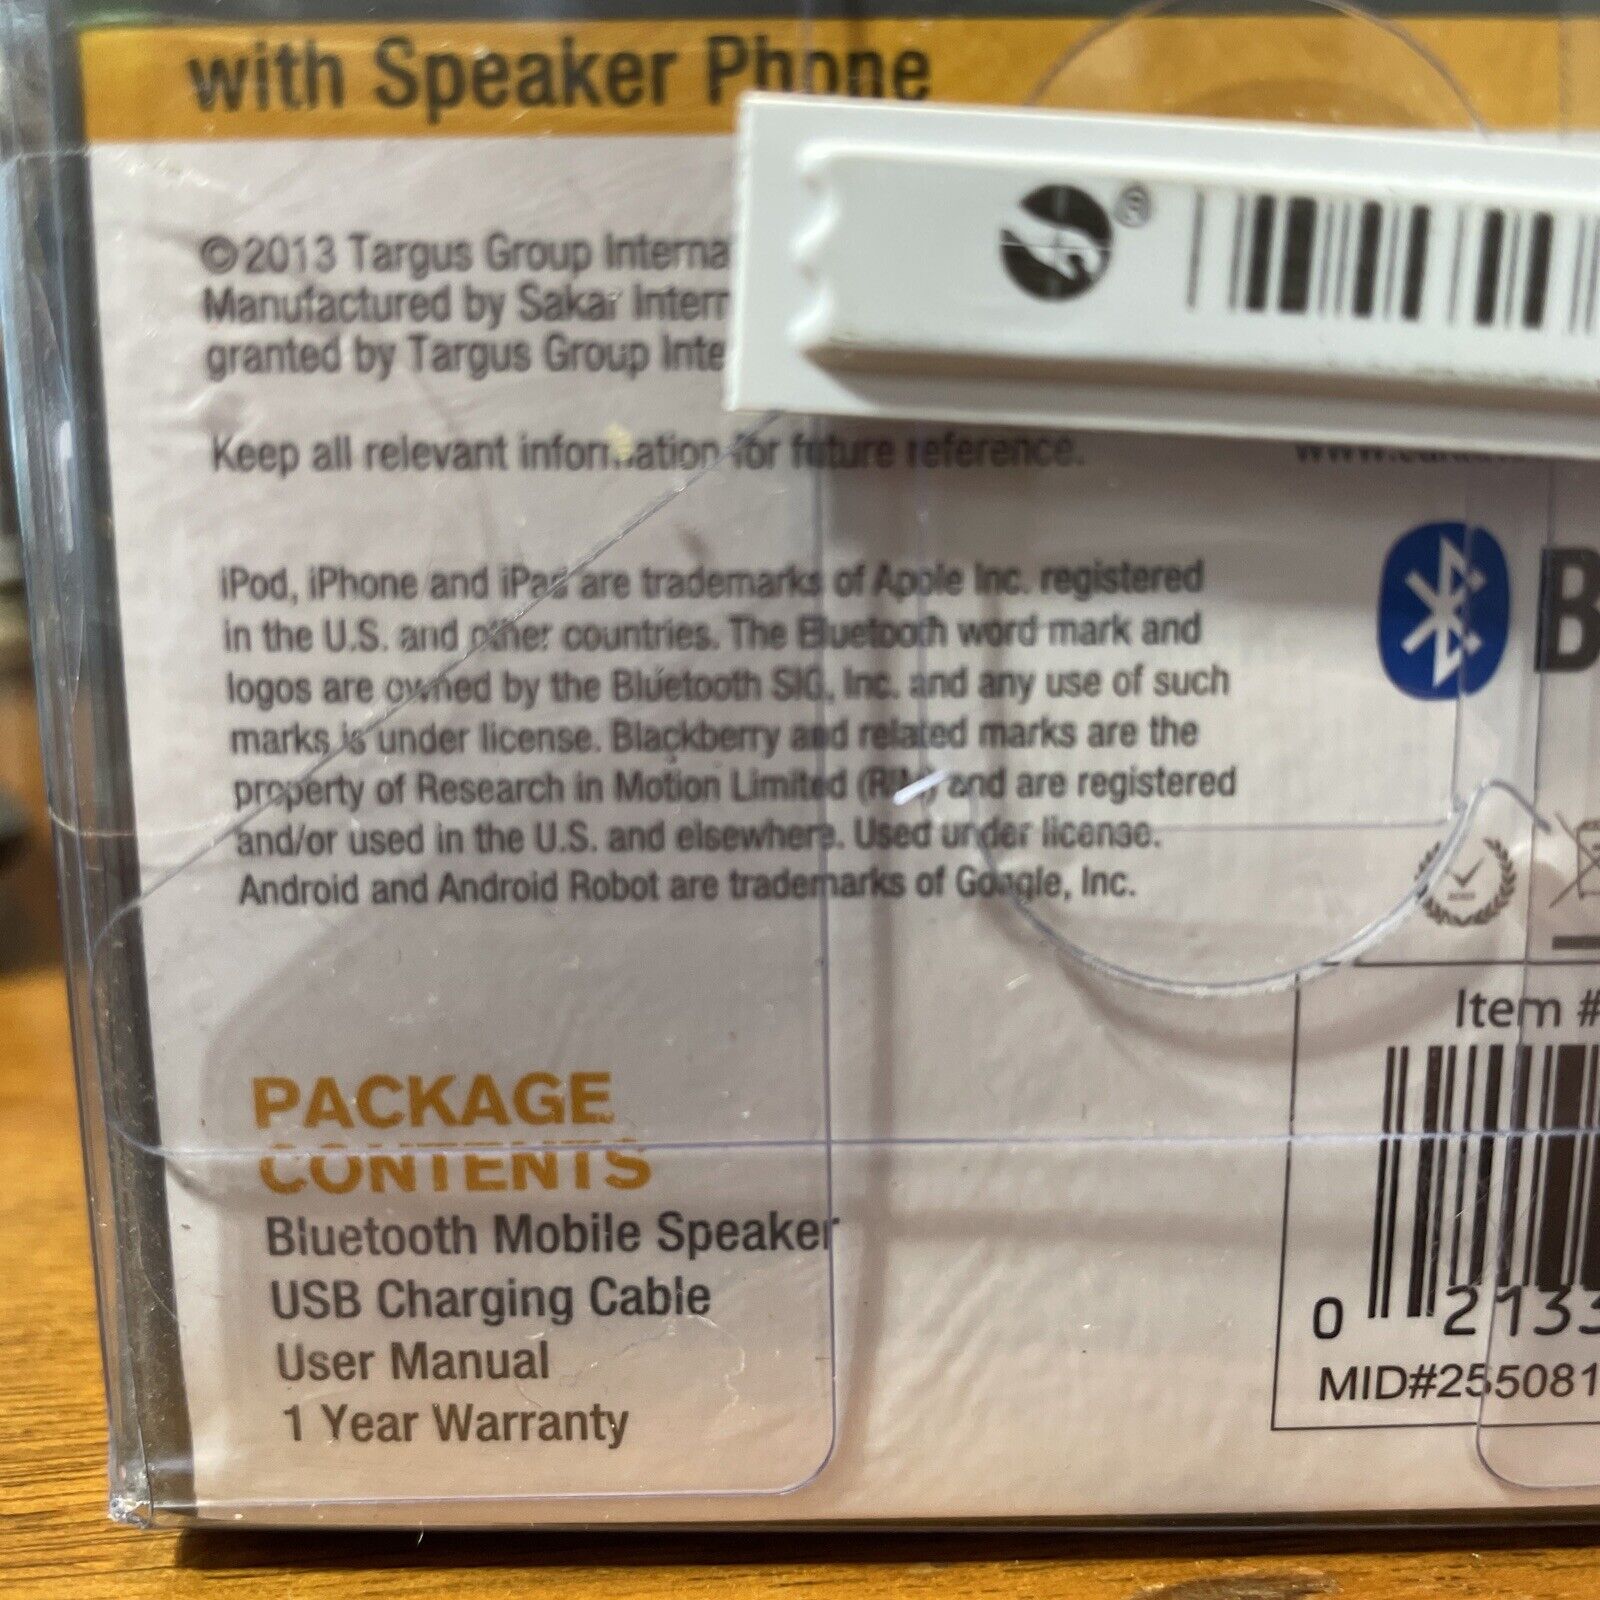 with Speaker Phone
©2013 Targus Group Interna
Manufactured by Sakar Intern
granted by Targus Group Inte
Keep all relevant information for future reference.
iPod, iPhone and iPad are trademarks of Apple Inc. registered
in the U.S. and other countries. The Bluetooth word mark and
logos are owned by the Bluetooth SIG, Inc. and any use of such
marks is under license. Blackberry and related marks are the
property of Research in Motion Limited (RIM) and are registered
and/or used in the U.S. and elsewhere. Used under license.
Android and Android Robot are trademarks of Google, Inc.
B
Item #
0 2133
MID#255081
PACKAGE
CONTENTS
Bluetooth Mobile Speaker
USB Charging Cable
User Manual
1 Year Warranty